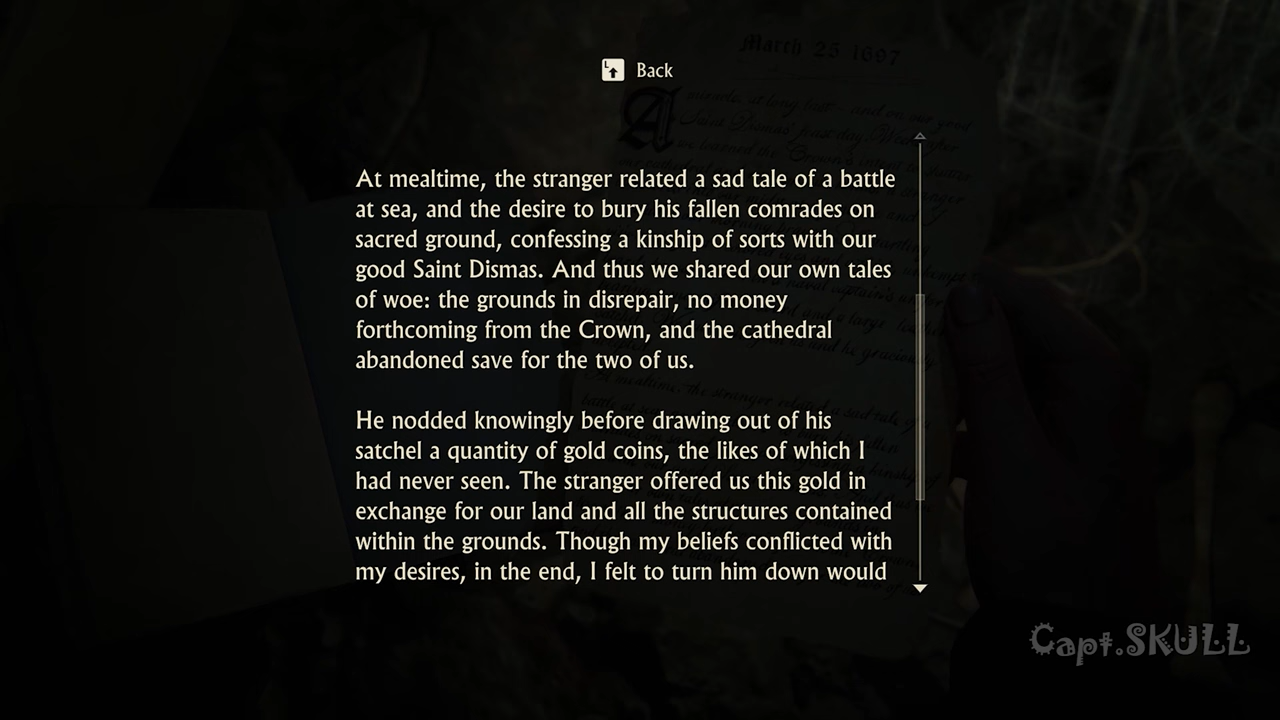 March 25 1697
Back
At mealtime, the stranger related a sad tale of a battle
at sea, and the desire to bury his fallen comrades on
sacred ground, confessing a kinship of sorts with our
good Saint Dismas. And thus we shared our own tales
of woe: the grounds in disrepair, no money
forthcoming from the Crown, and the cathedral
abandoned save for the two of us.
He nodded knowingly before drawing out of his
satchel a quantity of gold coins, the likes of which I
had never seen. The stranger offered us this gold in
exchange for our land and all the structures contained
within the grounds. Though my beliefs conflicted with
my desires, in the end, I felt to turn him down would
Capt.SKULL